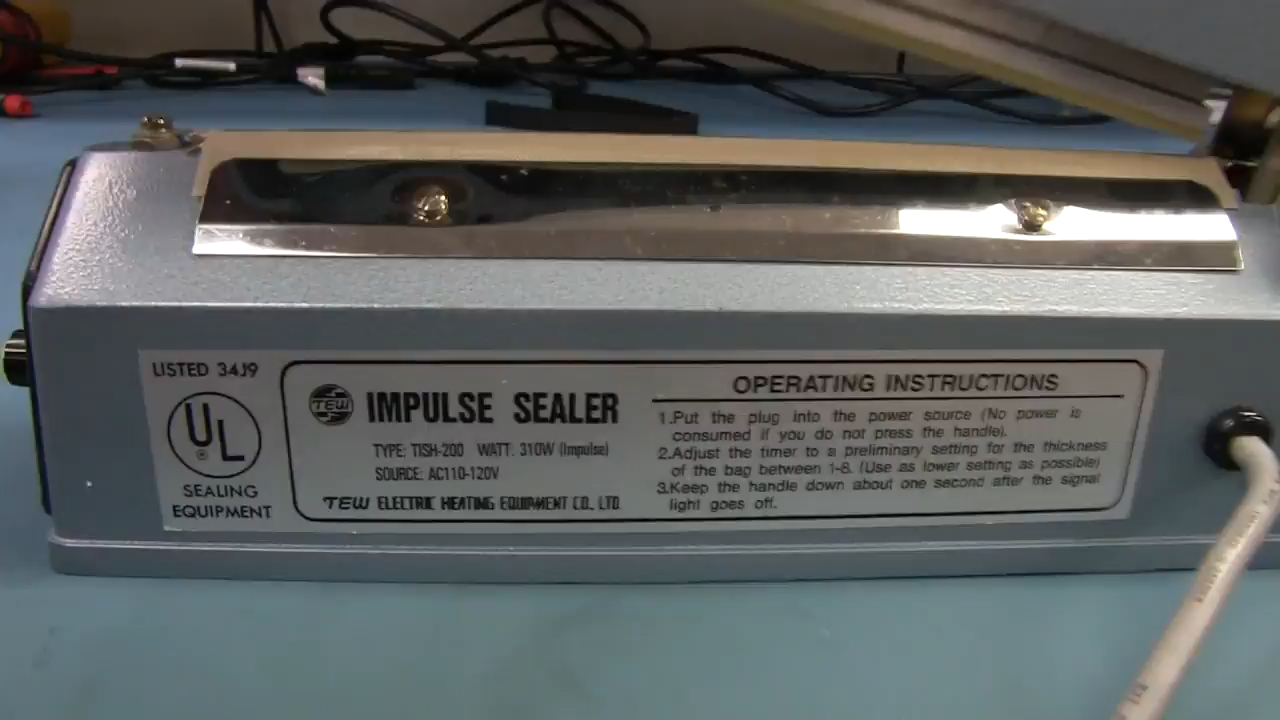 LISTED 34J9
UL
®
SEALING
EQUIPMENT
TEW
IMPULSE SEALER
TYPE: TISH-200 WATT. 310W (Impulse)
SOURCE: AC110-120V
TEW ELECTRIC HEATING EQUIPMENT CO., LTD.
OPERATING INSTRUCTIONS
1.Put the plug into the power source (No power is
consumed if you do not press the handle).
2.Adjust the timer to a preliminary setting for the thickness
of the bag between 1-8. (Use as lower setting as possible)
3.Keep the handle down about one second after the signal
light goes off.